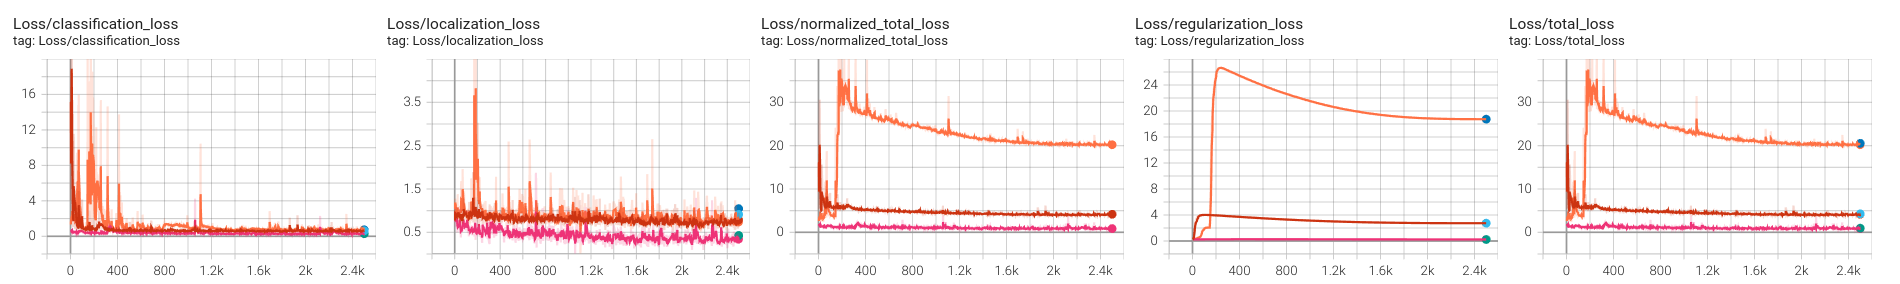 Loss/classification_loss
tag: Loss/classification_loss
16
12
8
4
0
0 400 800 1.2k 1.6k 2k 2.4k
Loss/localization_loss
tag: Loss/localization_loss
3.5
2.5
1.5
0.5
0 400 800 1.2k 1.6k 2k 2.4k
Loss/normalized_total_loss
tag: Loss/normalized_total_loss
30
20
10
0
0 400 800 1.2k 1.6k 2k 2.4k
Loss/regularization_loss
tag: Loss/regularization_loss
24
20
16
12
8
4
0
0 400 800 1.2k 1.6k 2k 2.4k
Loss/total_loss
tag: Loss/total_loss
30
20
10
0
0 400 800 1.2k 1.6k 2k 2.4k